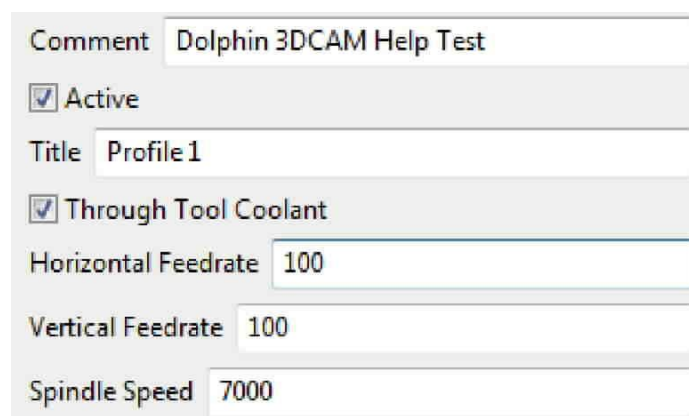 Comment Dolphin 3DCAM Help Test
Active
Title Profile 1
Through Tool Coolant
Horizontal Feedrate 100
Vertical Feedrate 100
Spindle Speed 7000